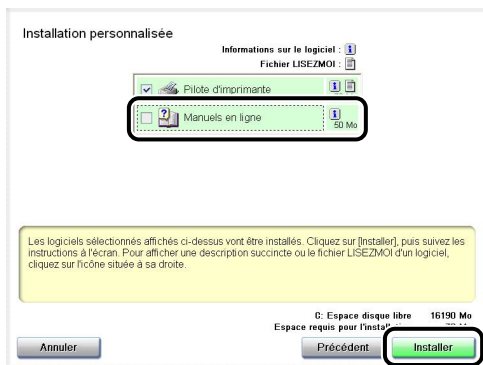 Installation personnalisée
Informations sur le logiciel :
Fichier LISEZMOI :
Pilote d'imprimante
Manuels en ligne
50 Mo
Les logiciels sélectionnés affichés ci-dessus vont être installés. Cliquez sur [Installer], puis suivez les
instructions à l'écran. Pour afficher une description succincte ou le fichier LISEZMOI d'un logiciel,
cliquez sur l'icône située à sa droite.
C: Espace disque libre 16190 Mo
Espace requis pour
Annuler Précédent Installer